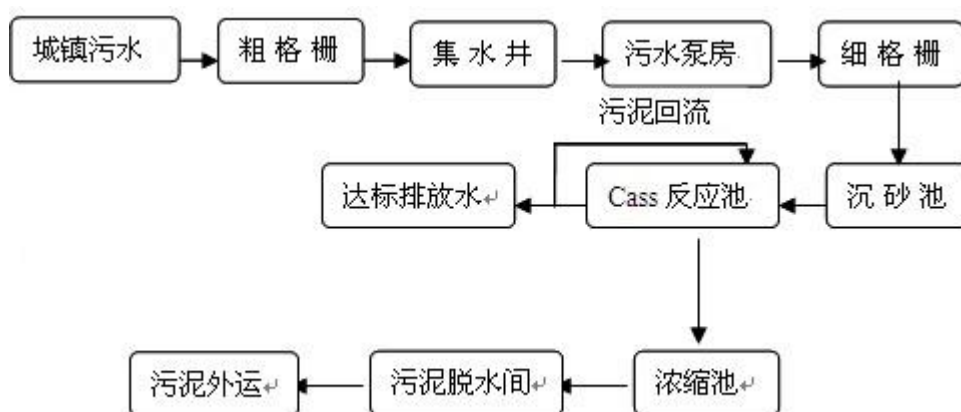 城镇污水
粗格栅
集水井
污水泵房
细格栅
污泥回流
达标排放水↵
Cass 反应池
沉砂池
污泥外运↵
污泥脱水间↵
浓缩池↵